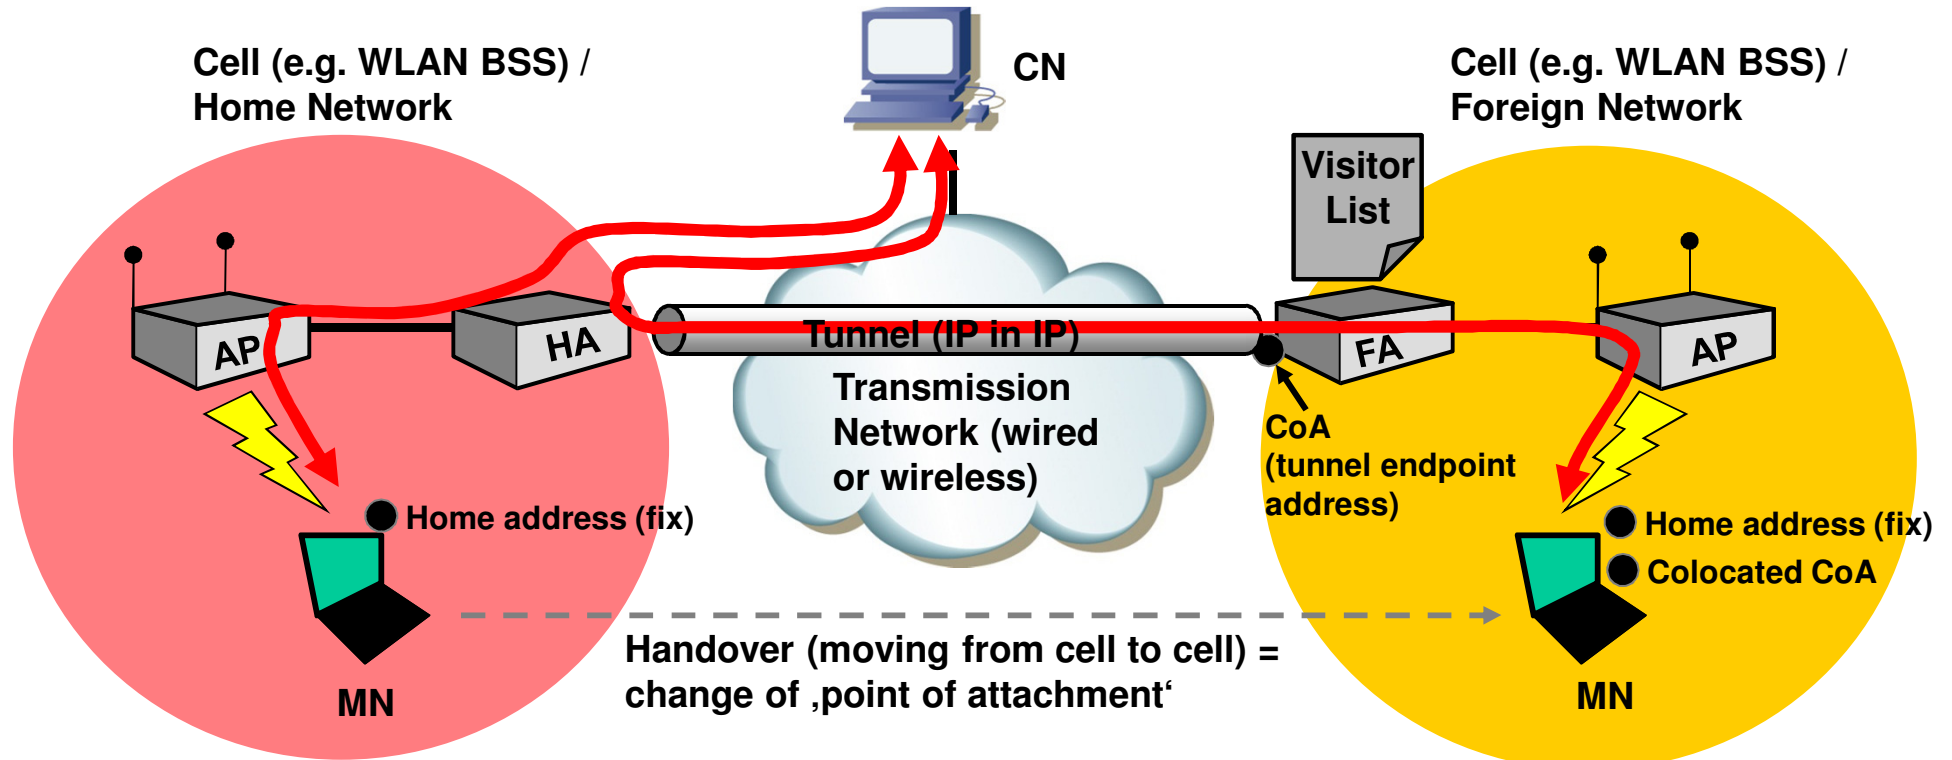 Cell (e.g. WLAN BSS) /
Home Network
CN
Cell (e.g. WLAN BSS) /
Foreign Network
Visitor
List
AP
HA
Tunnel (IP in IP)
FA
AP
Transmission
Network (wired
or wireless)
CoA
(tunnel endpoint
address)
Home address (fix)
Home address (fix)
Colocated CoA
Handover (moving from cell to cell) =
change of ‚point of attachment‘
MN
MN